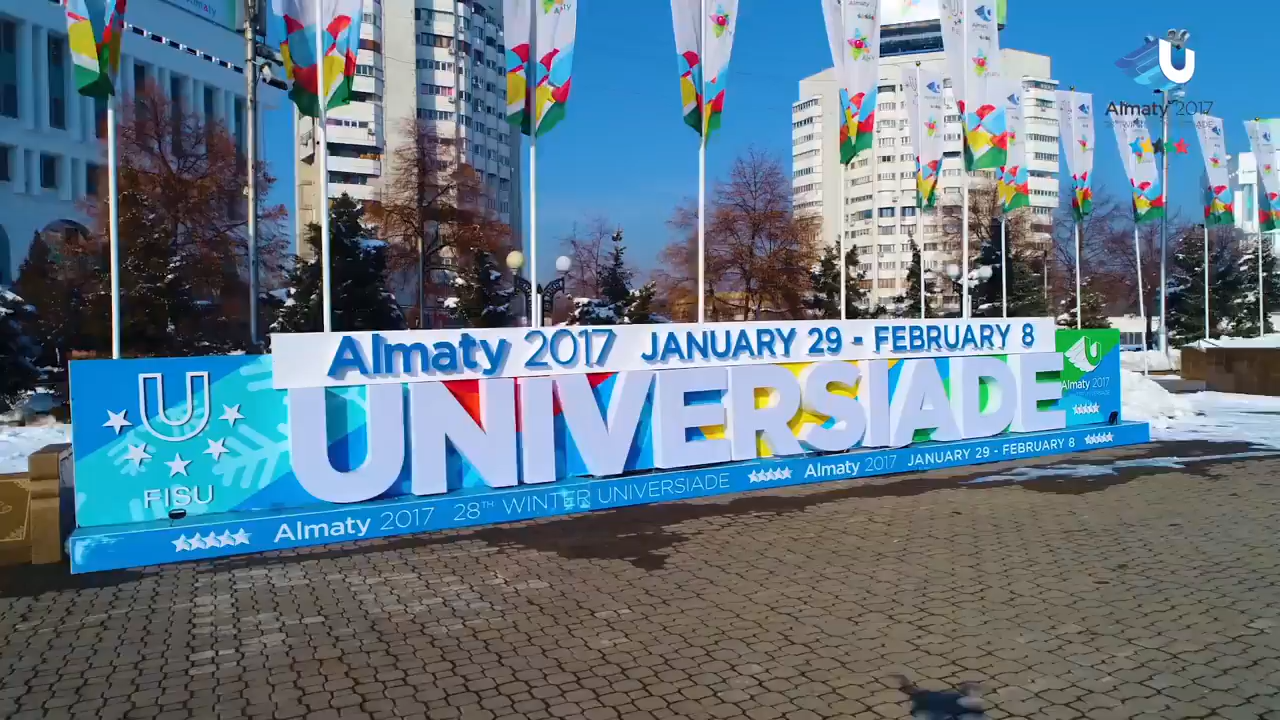 Almaty 2017
Almaty 2017 JANUARY 29 - FEBRUARY 8
UNIVERSIADE
U
FISU
Almaty 2017
Almaty 2017 28TH WINTER UNIVERSIADE Almaty 2017 JANUARY 29 - FEBRUARY 8